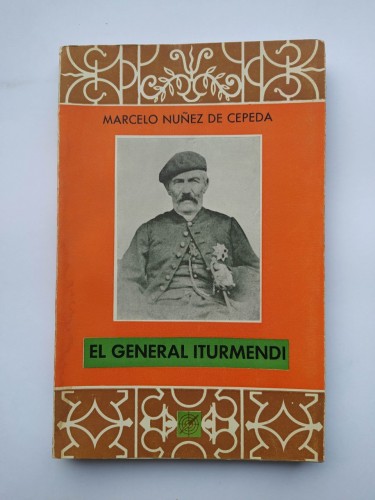 MARCELO NUÑEZ DE CEPEDA
EL GENERAL ITURMENDI